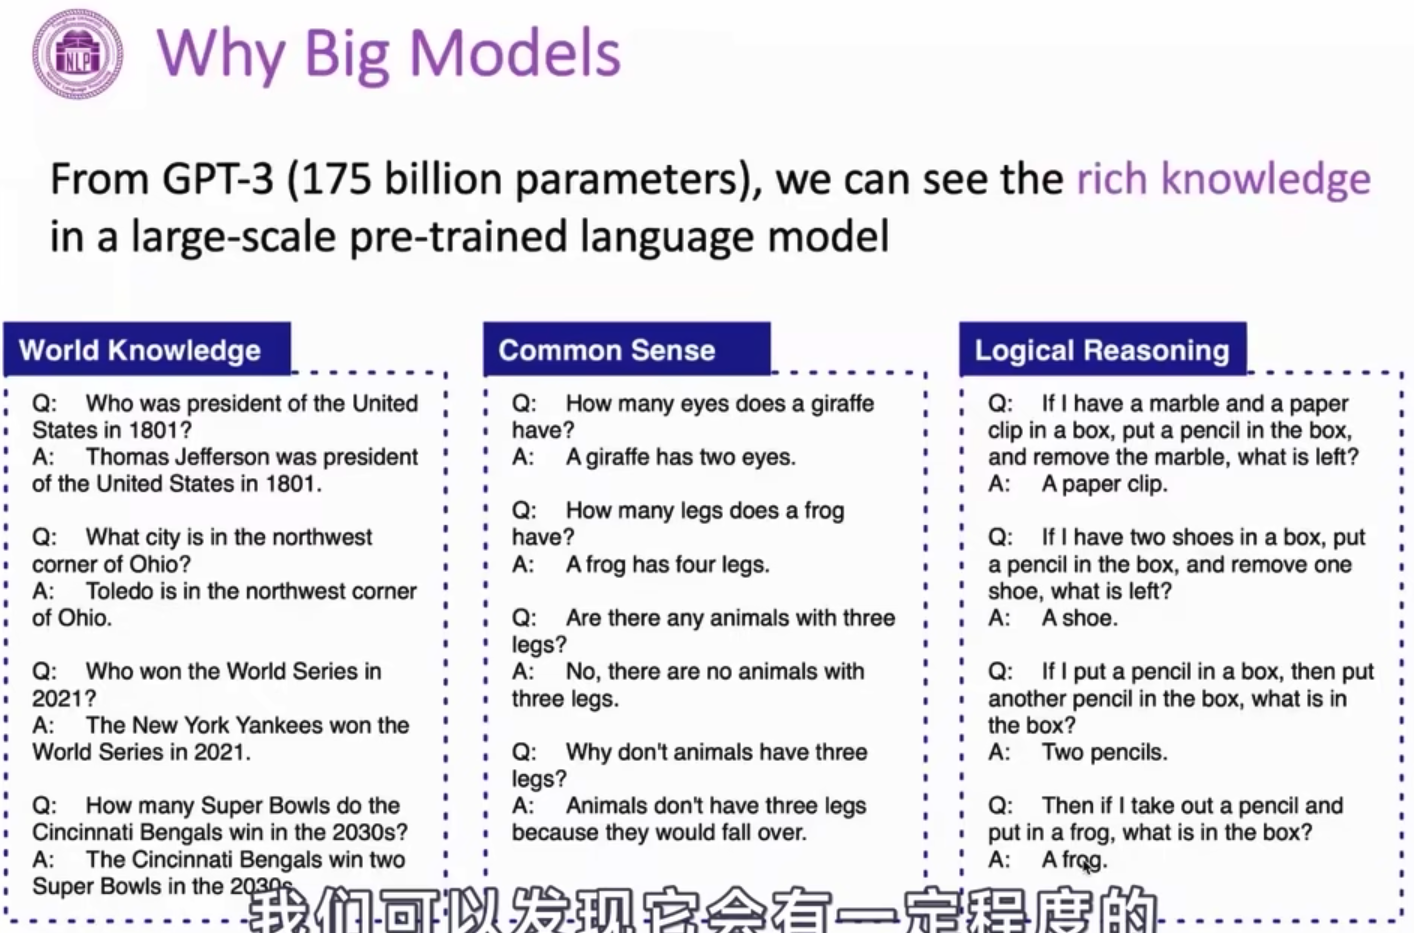 NLP
Why Big Models
From GPT-3 (175 billion parameters), we can see the rich knowledge
in a large-scale pre-trained language model
World Knowledge
Q: Who was president of the United
States in 1801?
A: Thomas Jefferson was president
of the United States in 1801.
Q: What city is in the northwest
corner of Ohio?
A: Toledo is in the northwest corner
of Ohio.
Q: Who won the World Series in
2021?
A: The New York Yankees won the
World Series in 2021.
Q: How many Super Bowls do the
Cincinnati Bengals win in the 2030s?
A: The Cincinnati Bengals win two
Super Bowls in the 2030s
Common Sense
Q: How many eyes does a giraffe
have?
A: A giraffe has two eyes.
Q: How many legs does a frog
have?
A: A frog has four legs.
Q: Are there any animals with three
legs?
A: No, there are no animals with
three legs.
Q: Why don't animals have three
legs?
A: Animals don't have three legs
because they would fall over.
Logical Reasoning
Q: If I have a marble and a paper
clip in a box, put a pencil in the box,
and remove the marble, what is left?
A: A paper clip.
Q: If I have two shoes in a box, put
a pencil in the box, and remove one
shoe, what is left?
A: A shoe.
Q: If I put a pencil in a box, then put
another pencil in the box, what is in
the box?
A: Two pencils.
Q: Then if I take out a pencil and
put in a frog, what is in the box?
A: A frog.
我们可以发现它会有一定程度的